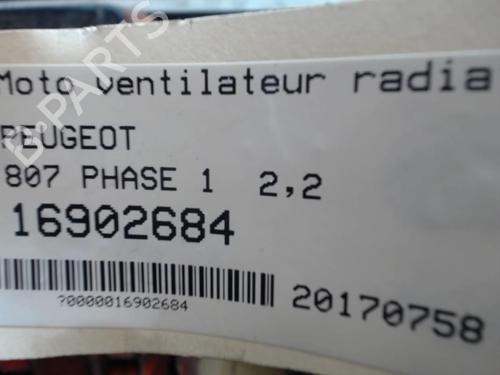 Moto ventilateur radia
PEUGEOT
807 PHASE 1 2,2
16902684
?0000016902684
20170758
B-PARTS